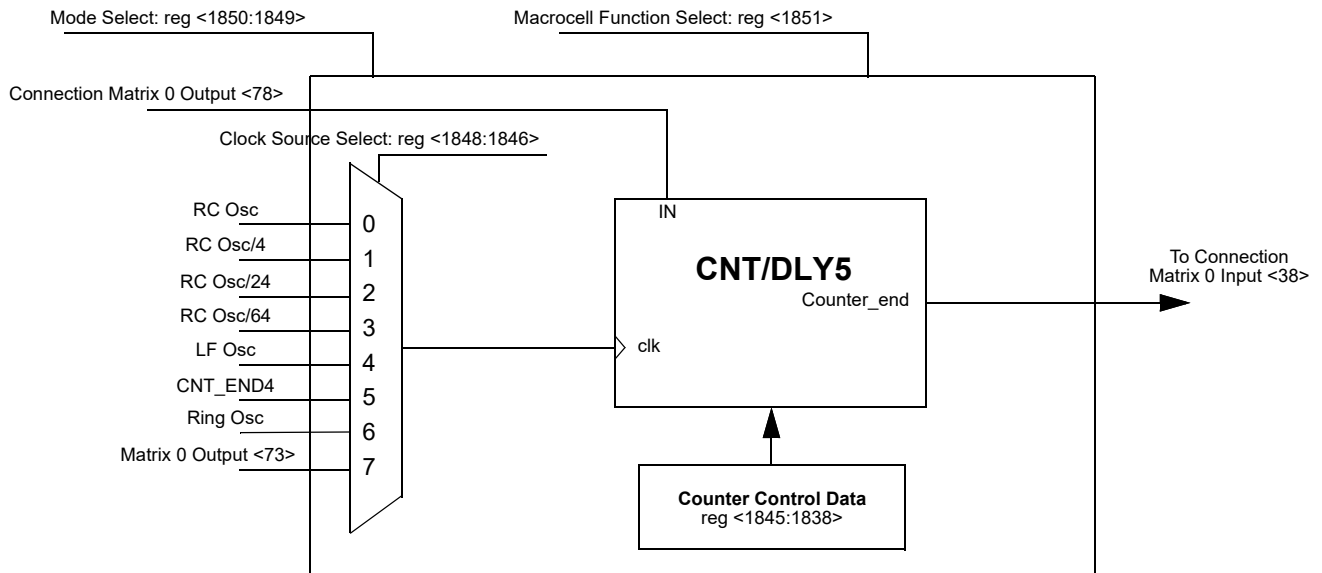 Mode Select: reg <1850:1849>
Macrocell Function Select: reg <1851>
Connection Matrix 0 Output <78>
Clock Source Select: reg <1848:1846>
RC Osc
0
RC Osc/4
1
RC Osc/24
2
RC Osc/64
3
LF Osc
4
CNT_END4
5
Ring Osc
6
Matrix 0 Output <73>
7
IN
CNT/DLY5
Counter_end
clk
To Connection
Matrix 0 Input <38>
Counter Control Data
reg <1845:1838>